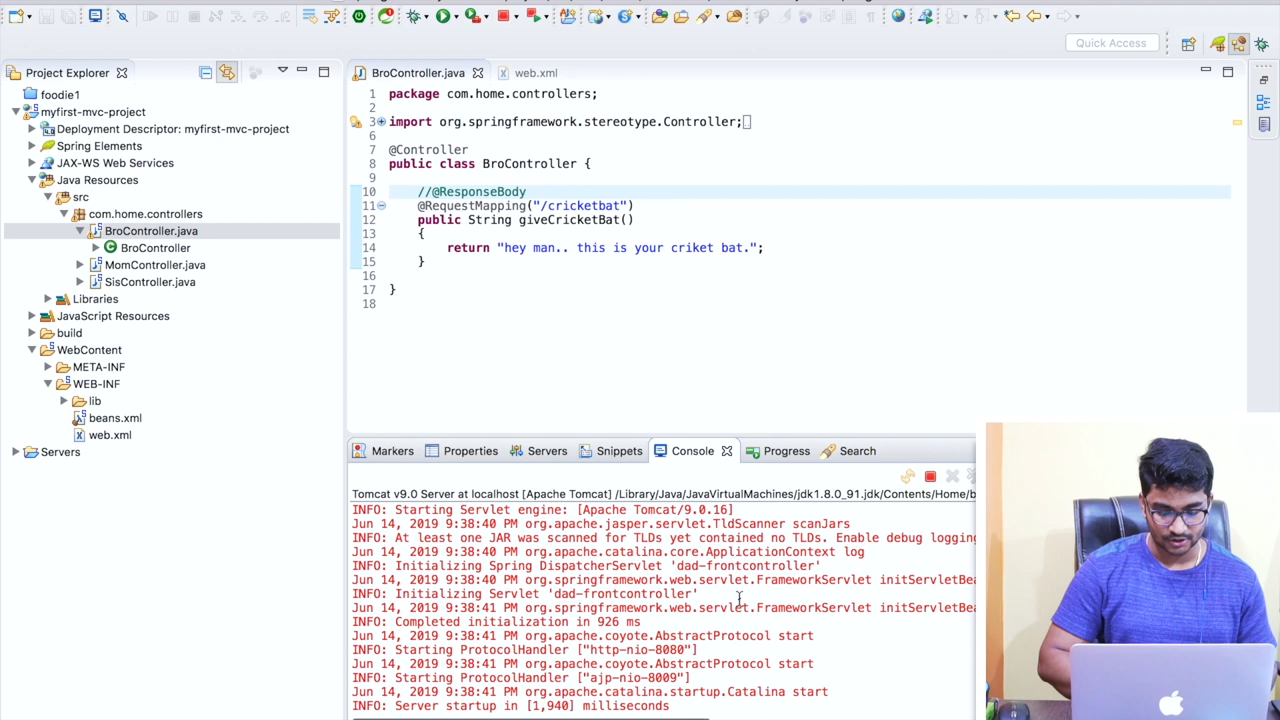 Quick Access
Project Explorer
foodie1
myfirst-mvc-project
Deployment Descriptor: myfirst-mvc-project
Spring Elements
JAX-WS Web Services
Java Resources
src
com.home.controllers
BroController.java
BroController
MomController.java
SisController.java
Libraries
JavaScript Resources
build
WebContent
META-INF
WEB-INF
lib
beans.xml
web.xml
Servers
BroController.java web.xml
1 package com.home.controllers;
2
3 import org.springframework.stereotype.Controller;
6
7 @Controller
8 public class BroController {
9
10 //@ResponseBody
11 @RequestMapping("/cricketbat")
12 public String giveCricketBat()
13 {
14 return "hey man.. this is your criket bat.";
15 }
16
17 }
18
Markers Properties Servers Snippets Console Progress Search
Tomcat v9.0 Server at localhost [Apache Tomcat] /Library/Java/JavaVirtualMachines/jdk1.8.0_91.jdk/Contents/Home/b
INFO: Starting Servlet engine: [Apache Tomcat/9.0.16]
Jun 14, 2019 9:38:40 PM org.apache.jasper.servlet.TldScanner scanJars
INFO: At least one JAR was scanned for TLDs yet contained no TLDs. Enable debug logging
Jun 14, 2019 9:38:40 PM org.apache.catalina.core.ApplicationContext log
INFO: Initializing Spring DispatcherServlet 'dad-frontcontroller'
Jun 14, 2019 9:38:40 PM org.springframework.web.servlet.FrameworkServlet initServletBea
INFO: Initializing Servlet 'dad-frontcontroller'
Jun 14, 2019 9:38:41 PM org.springframework.web.servlet.FrameworkServlet initServletBea
INFO: Completed initialization in 926 ms
Jun 14, 2019 9:38:41 PM org.apache.coyote.AbstractProtocol start
INFO: Starting ProtocolHandler ["http-nio-8080"]
Jun 14, 2019 9:38:41 PM org.apache.coyote.AbstractProtocol start
INFO: Starting ProtocolHandler ["ajp-nio-8009"]
Jun 14, 2019 9:38:41 PM org.apache.catalina.startup.Catalina start
INFO: Server startup in [1,940] milliseconds